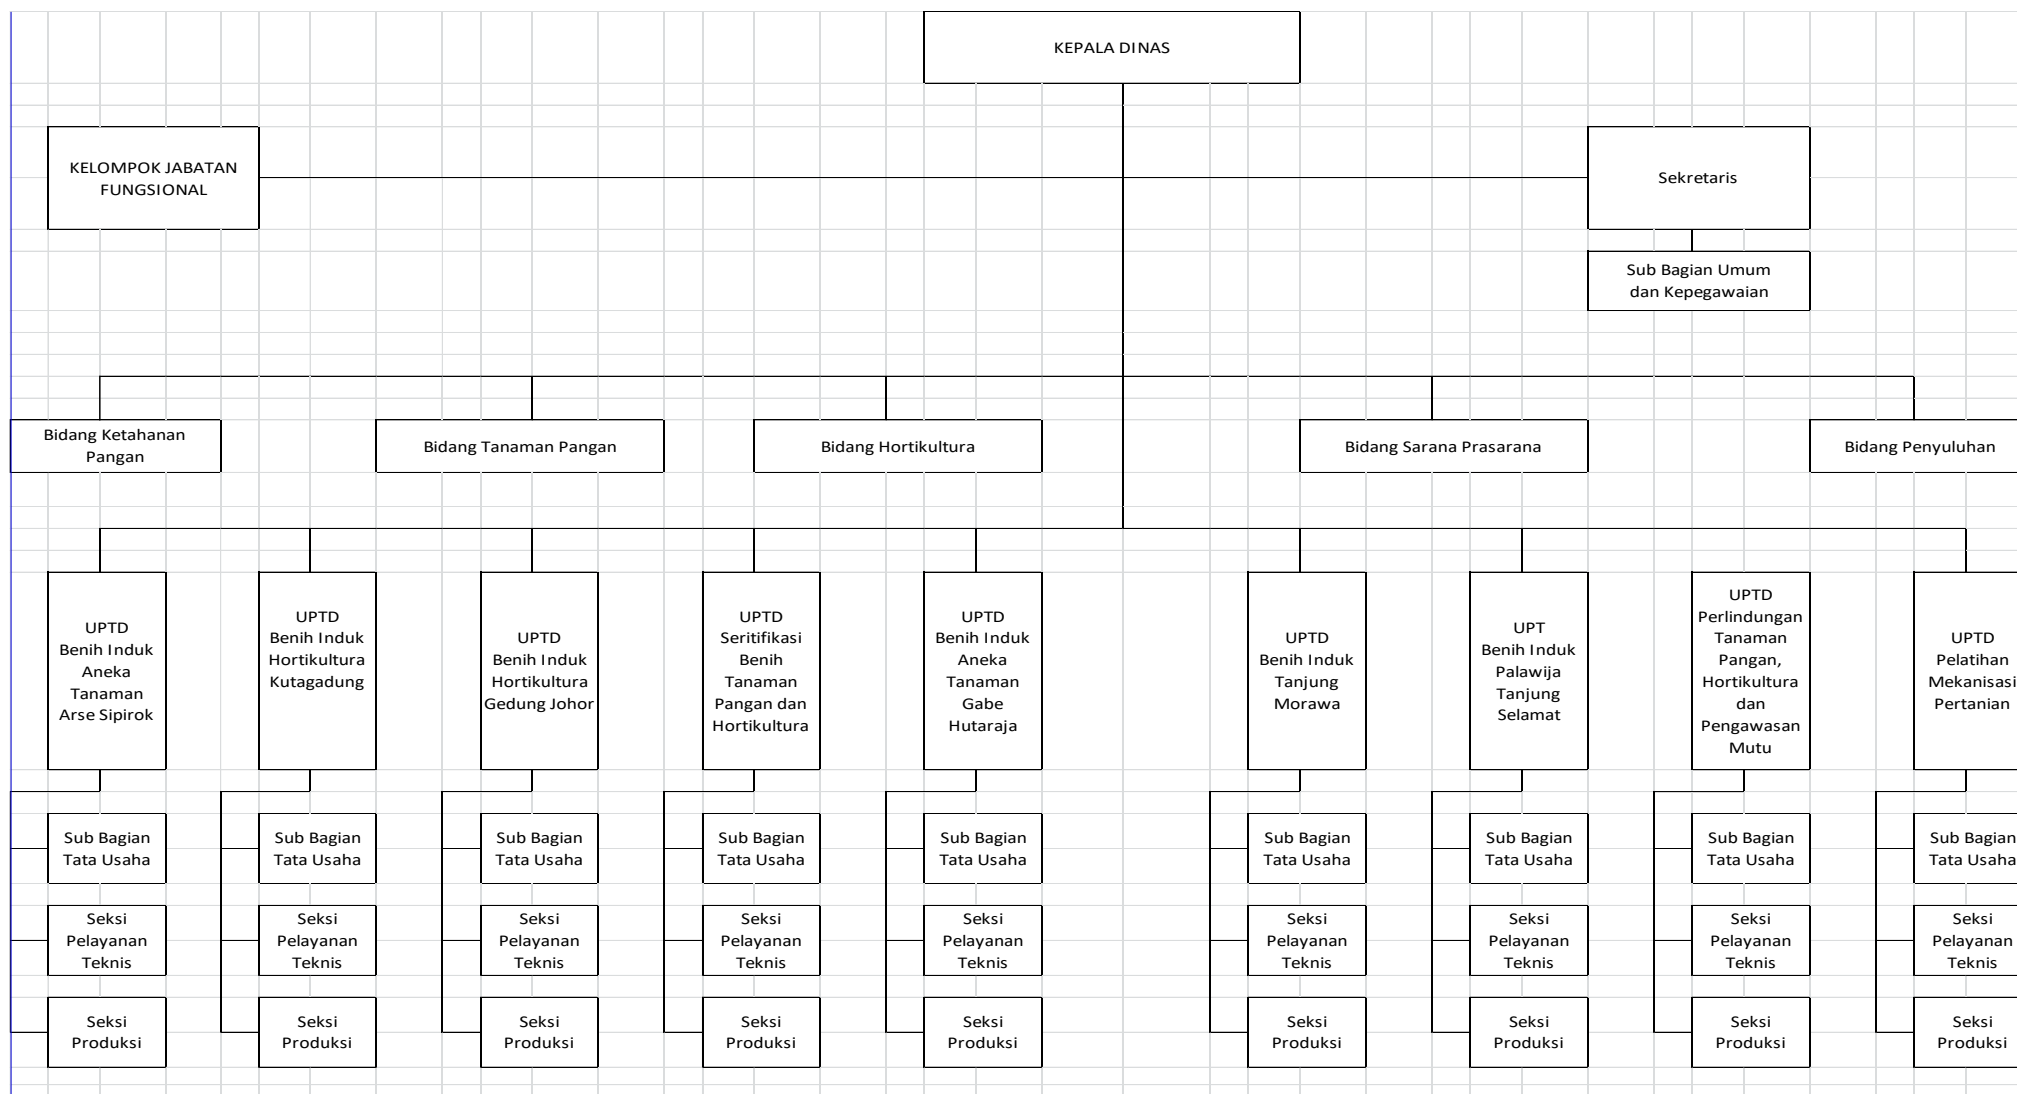 KEPALA DINAS
KELOMPOK JABATAN
FUNGSIONAL
Sekretaris
Sub Bagian Umum
dan Kepegawaian
Bidang Ketahanan
Pangan
Bidang Tanaman Pangan
Bidang Hortikultura
Bidang Sarana Prasarana
Bidang Penyuluhan
UPTD
Benih Induk
Aneka
Tanaman
Arse Sipirok
UPTD
Benih Induk
Hortikultura
Kutagadung
UPTD
Benih Induk
Hortikultura
Gedung Johor
UPTD
Seritifikasi
Benih
Tanaman
Pangan dan
Hortikultura
UPTD
Benih Induk
Aneka
Tanaman
Gabe
Hutaraja
UPTD
Benih Induk
Tanjung
Morawa
UPT
Benih Induk
Palawija
Tanjung
Selamat
UPTD
Perlindungan
Tanaman
Pangan,
Hortikultura
dan
Pengawasan
Mutu
UPTD
Pelatihan
Mekanisasi
Pertanian
Sub Bagian
Tata Usaha
Sub Bagian
Tata Usaha
Sub Bagian
Tata Usaha
Sub Bagian
Tata Usaha
Sub Bagian
Tata Usaha
Sub Bagian
Tata Usaha
Sub Bagian
Tata Usaha
Sub Bagian
Tata Usaha
Sub Bagian
Tata Usaha
Seksi
Pelayanan
Teknis
Seksi
Pelayanan
Teknis
Seksi
Pelayanan
Teknis
Seksi
Pelayanan
Teknis
Seksi
Pelayanan
Teknis
Seksi
Pelayanan
Teknis
Seksi
Pelayanan
Teknis
Seksi
Pelayanan
Teknis
Seksi
Pelayanan
Teknis
Seksi
Produksi
Seksi
Produksi
Seksi
Produksi
Seksi
Produksi
Seksi
Produksi
Seksi
Produksi
Seksi
Produksi
Seksi
Produksi
Seksi
Produksi